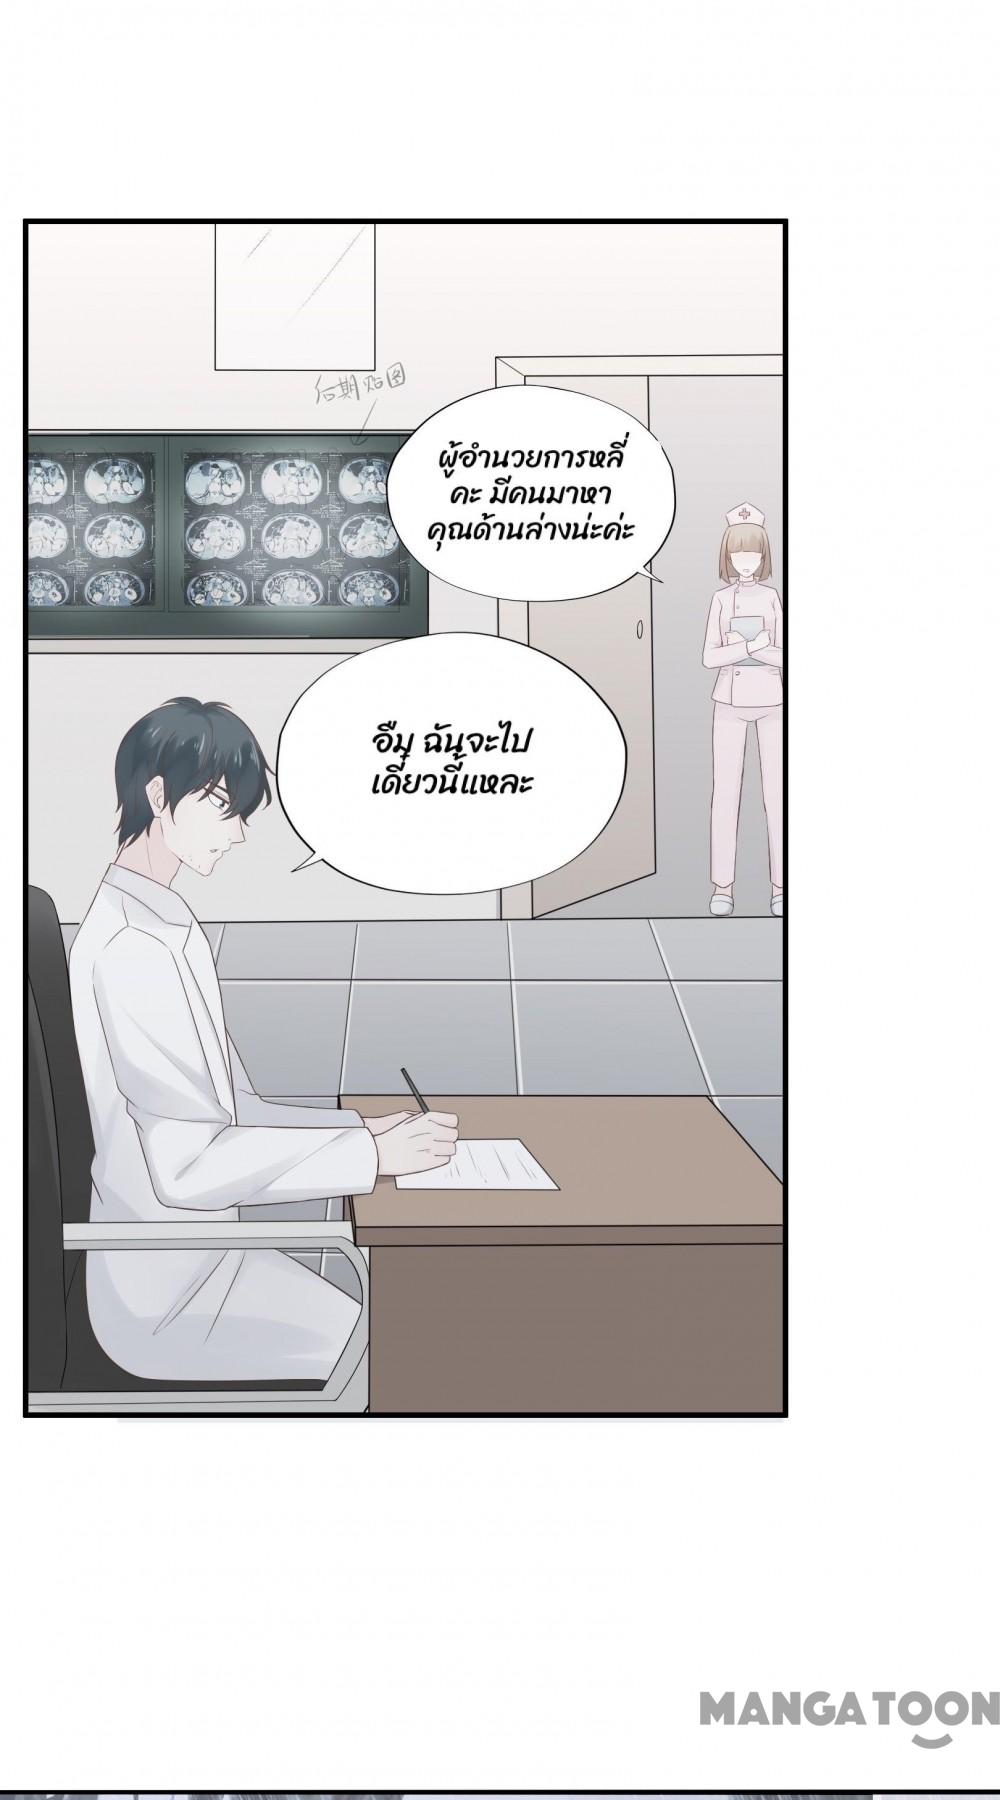 后期贴图
ผู้อำนวยการหลี่
คะ มีคนมาหา
คุณด้านล่างน่ะค่ะ
อืม ฉันจะไป
เดี๋ยวนี้แหละ
MANGATOON